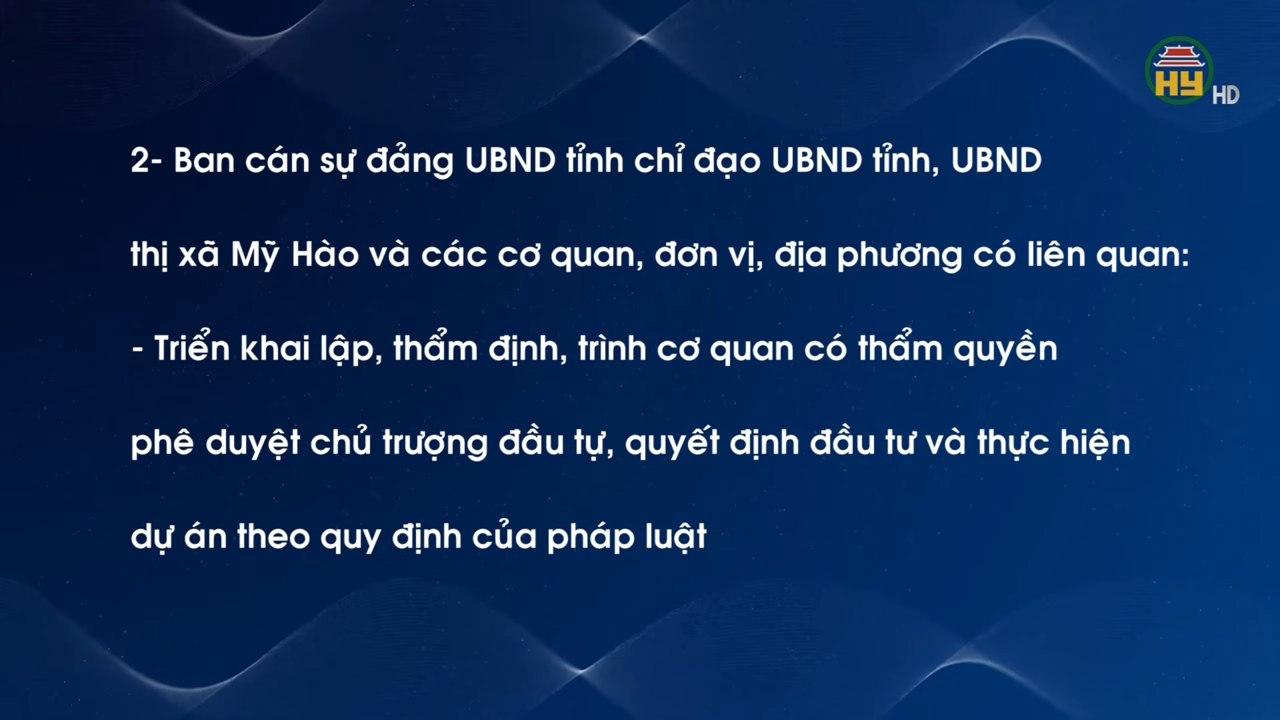 HY HD
2- Ban cán sự đảng UBND tỉnh chỉ đạo UBND tỉnh, UBND
thị xã Mỹ Hào và các cơ quan, đơn vị, địa phương có liên quan:
- Triển khai lập, thẩm định, trình cơ quan có thẩm quyền
phê duyệt chủ trượng đầu tự, quyết định đầu tư và thực hiện
dự án theo quy định của pháp luật